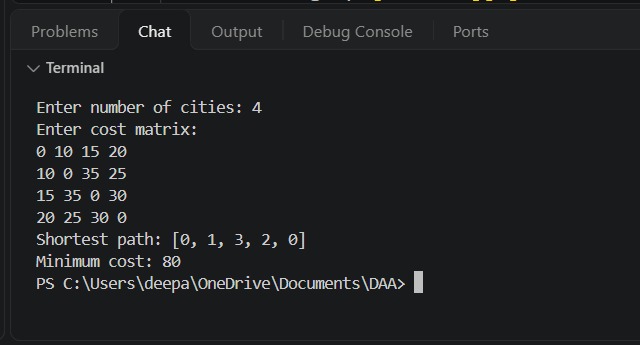 Problems Chat Output Debug Console Ports
Terminal
Enter number of cities: 4
Enter cost matrix:
0 10 15 20
10 0 35 25
15 35 0 30
20 25 30 0
Shortest path: [0, 1, 3, 2, 0]
Minimum cost: 80
PS C:\Users\deepa\OneDrive\Documents\DAA>